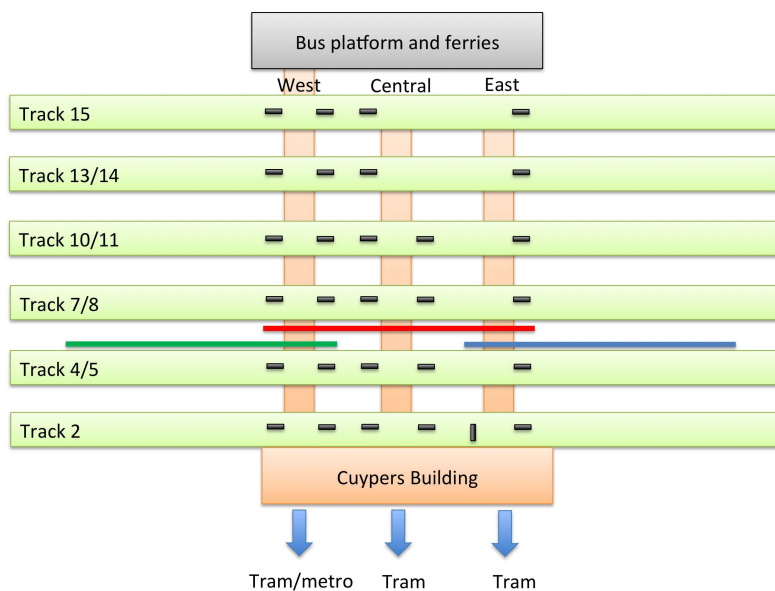 Bus platform and ferries
West Central East
Track 15
Track 13/14
Track 10/11
Track 7/8
Track 4/5
Track 2
Cuypers Building
Tram/metro Tram Tram